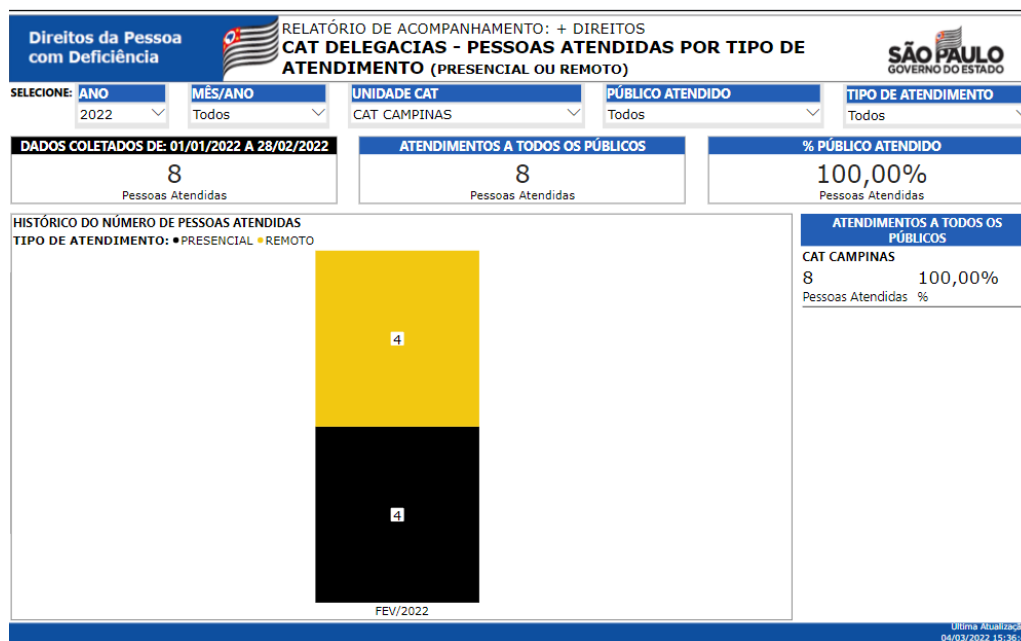 Direitos da Pessoa
com Deficiência
RELATÓRIO DE ACOMPANHAMENTO: + DIREITOS
CAT DELEGACIAS - PESSOAS ATENDIDAS POR TIPO DE
ATENDIMENTO (PRESENCIAL OU REMOTO)
SÃO PAULO
GOVERNO DO ESTADO
SELECIONE: ANO MÊS/ANO UNIDADE CAT PÚBLICO ATENDIDO TIPO DE ATENDIMENTO
2022 Todos CAT CAMPINAS Todos Todos
DADOS COLETADOS DE: 01/01/2022 A 28/02/2022 ATENDIMENTOS A TODOS OS PÚBLICOS % PÚBLICO ATENDIDO
8 8 100,00%
Pessoas Atendidas Pessoas Atendidas Pessoas Atendidas
HISTÓRICO DO NÚMERO DE PESSOAS ATENDIDAS
TIPO DE ATENDIMENTO: ●PRESENCIAL ●REMOTO
4
4
FEV/2022
ATENDIMENTOS A TODOS OS
PÚBLICOS
CAT CAMPINAS
8 100,00%
Pessoas Atendidas %
04/03/2022 15:36: